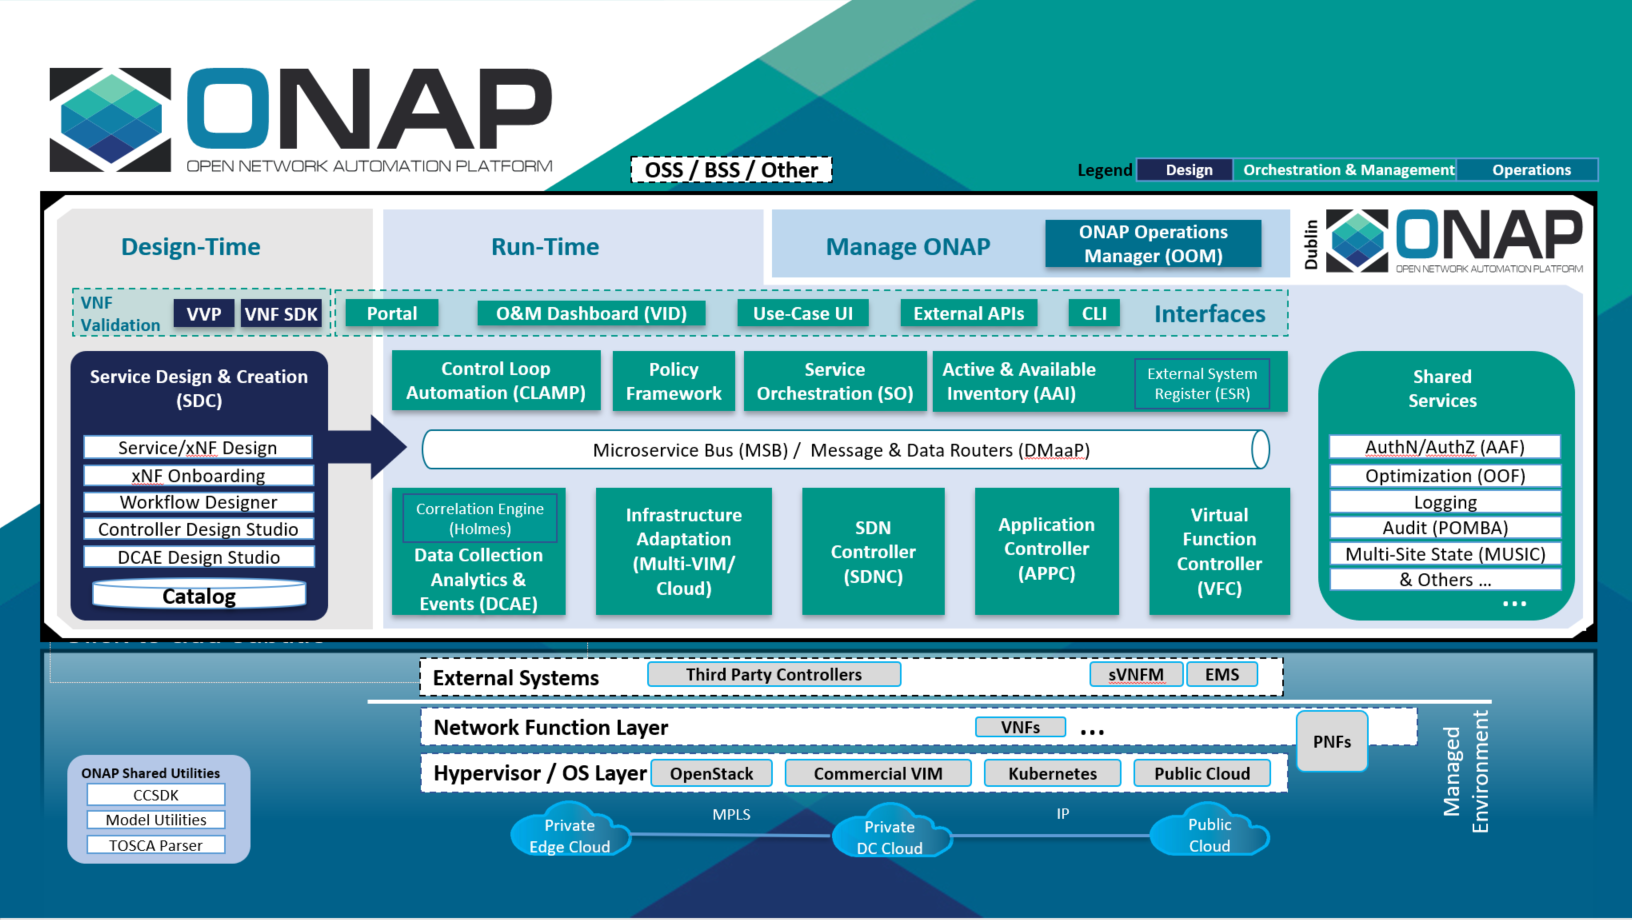 ONAP
OPEN NETWORK AUTOMATION PLATFORM
OSS / BSS / Other
Legend
Design
Orchestration & Management
Operations
Design-Time
Run-Time
Manage ONAP
ONAP Operations
Manager (OOM)
Dublin
ONAP
OPEN NETWORK AUTOMATION PLATFORM
VNF
Validation
VVP
VNF SDK
Portal
O&M Dashboard (VID)
Use-Case UI
External APIs
CLI
Interfaces
Service Design & Creation
(SDC)
Service/xNF Design
xNF Onboarding
Workflow Designer
Controller Design Studio
DCAE Design Studio
Catalog
Control Loop
Automation (CLAMP)
Policy
Framework
Service
Orchestration (SO)
Active & Available
Inventory (AAI)
External System
Register (ESR)
Microservice Bus (MSB) / Message & Data Routers (DMaaP)
Correlation Engine
(Holmes)
Data Collection
Analytics &
Events (DCAE)
Infrastructure
Adaptation
(Multi-VIM/
Cloud)
SDN
Controller
(SDNC)
Application
Controller
(APPC)
Virtual
Function
Controller
(VFC)
Shared
Services
AuthN/AuthZ (AAF)
Optimization (OOF)
Logging
Audit (POMBA)
Multi-Site State (MUSIC)
& Others ...
...
External Systems
Third Party Controllers
sVNFM
EMS
Network Function Layer
VNFs
...
PNFs
Hypervisor / OS Layer
OpenStack
Commercial VIM
Kubernetes
Public Cloud
Managed
Environment
ONAP Shared Utilities
CCSDK
Model Utilities
TOSCA Parser
Private
Edge Cloud
MPLS
Private
DC Cloud
IP
Public
Cloud